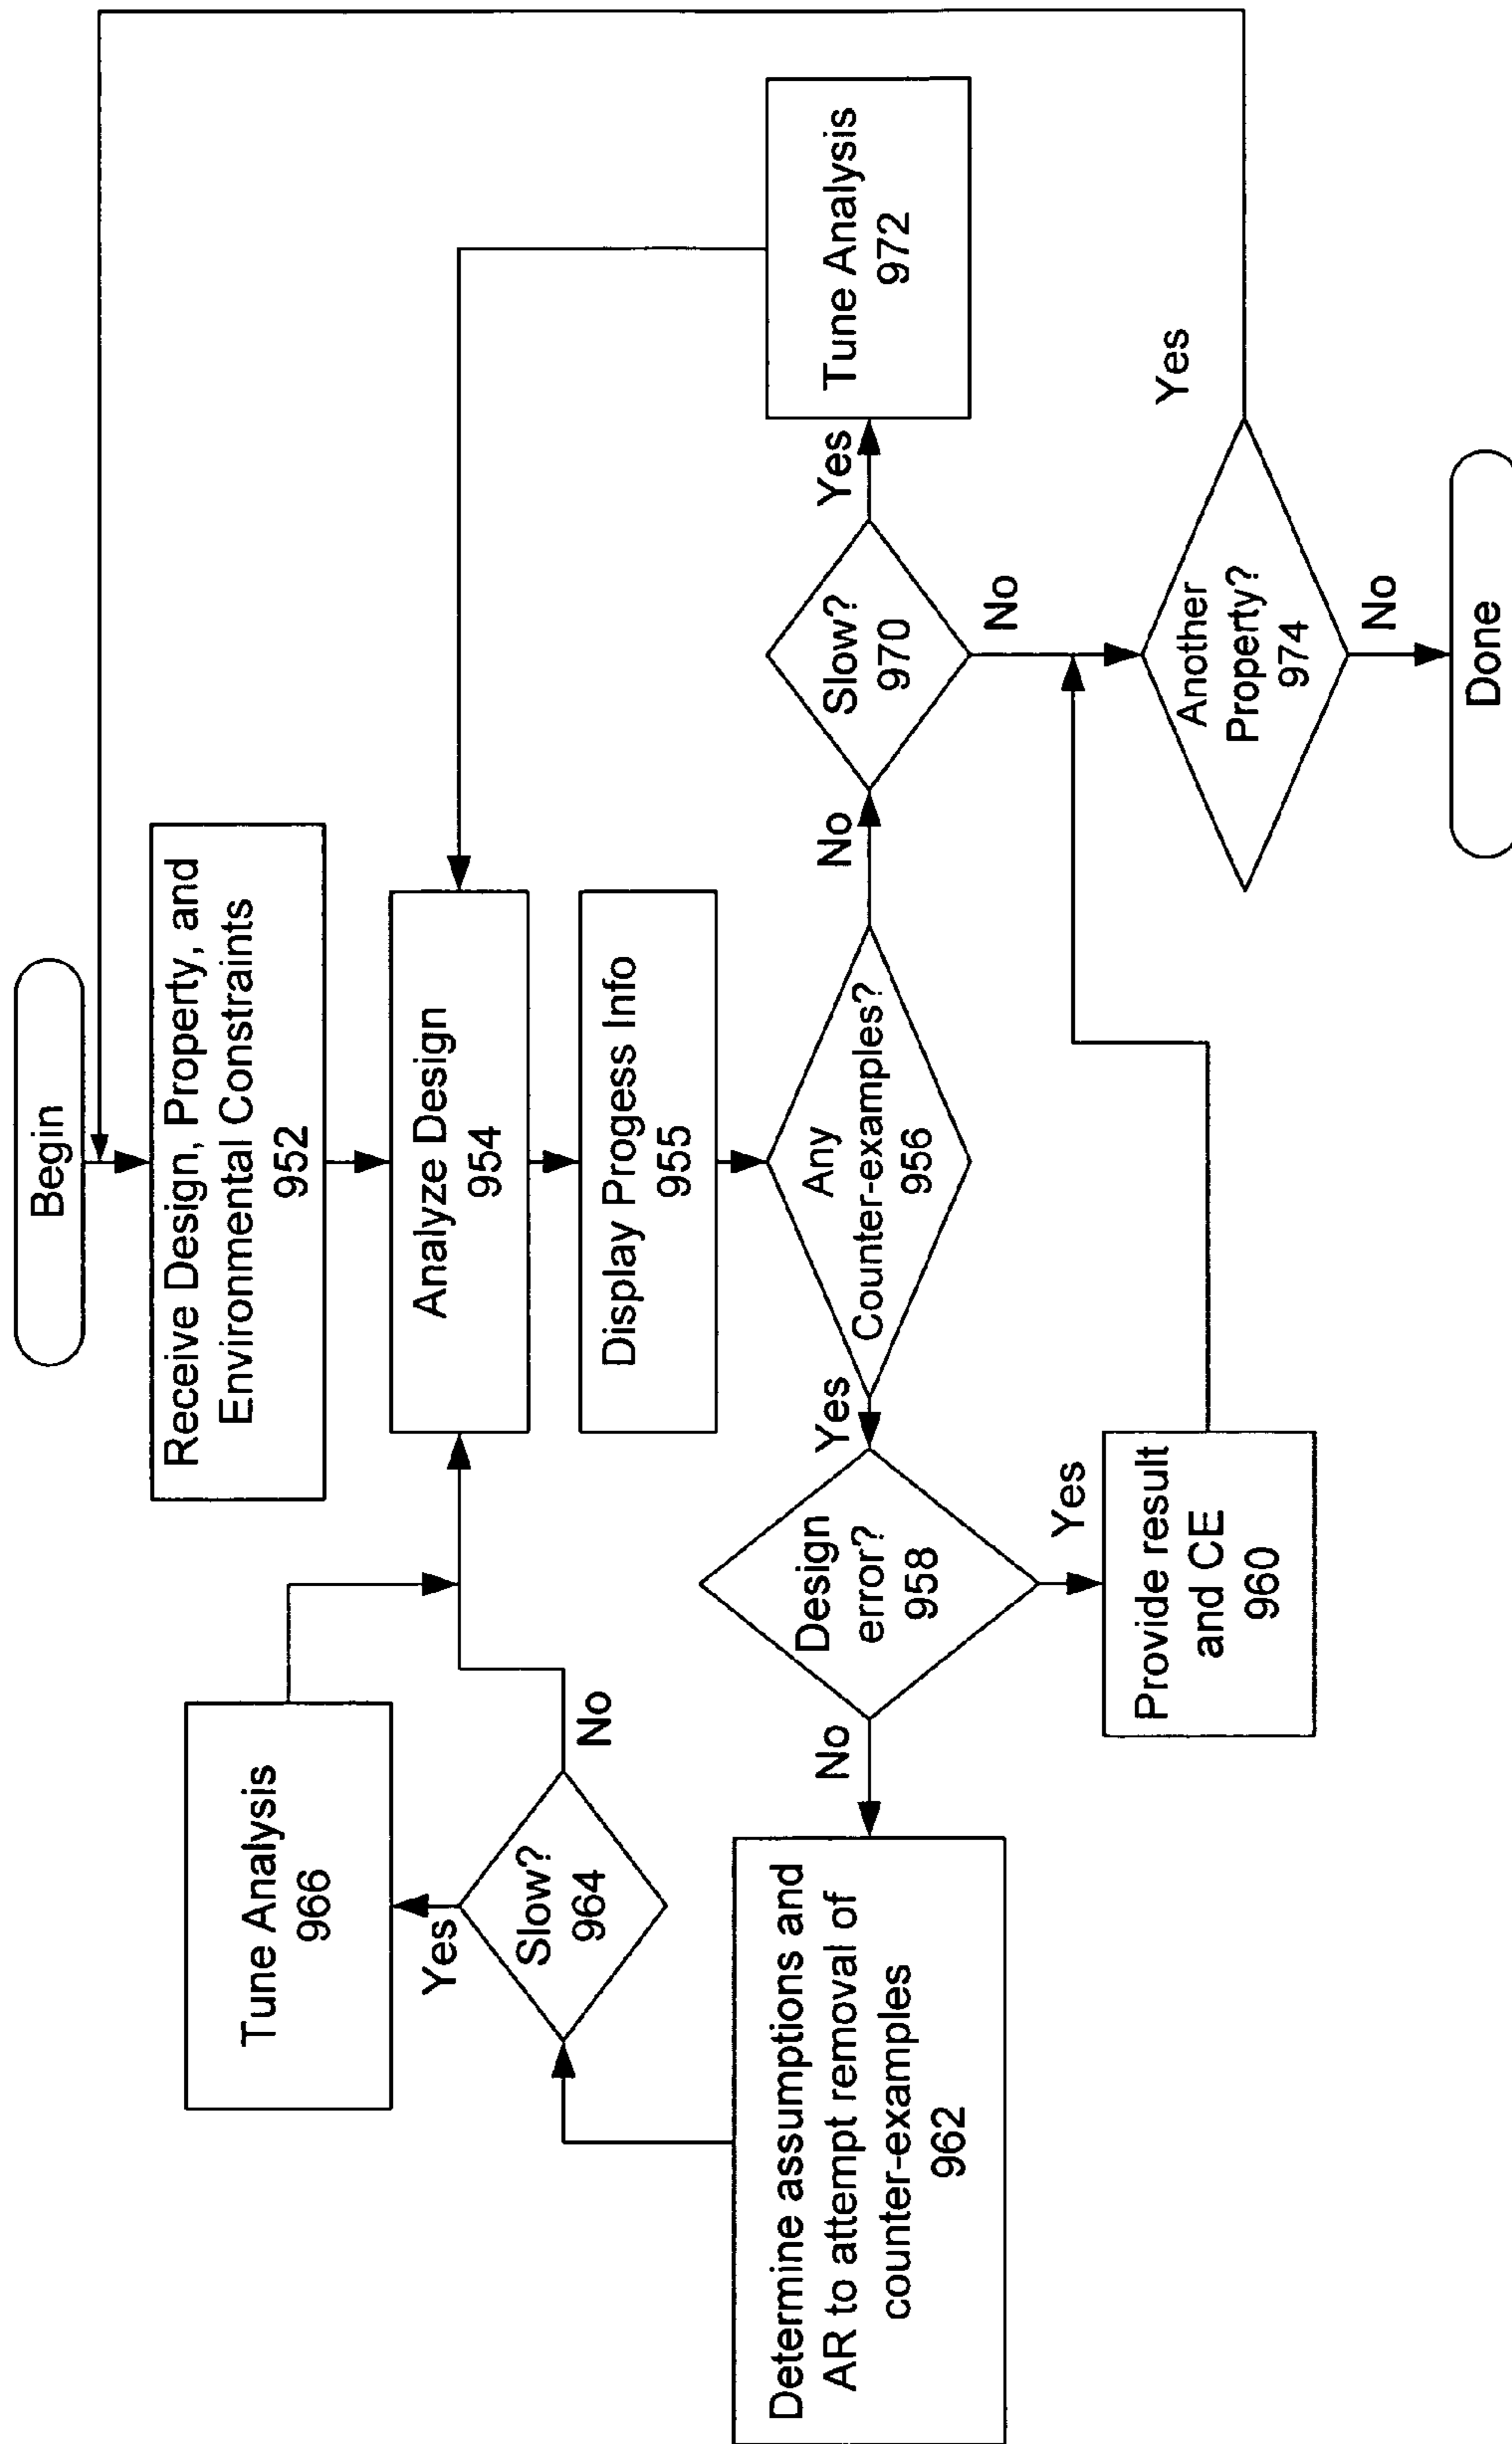 Begin
Receive Design, Property, and
Environmental Constraints
952
Analyze Design
954
Display Progess Info
955
Any
Counter-examples?
956
Yes
No
Design
error?
958
No
Yes
Provide result
and CE
960
Determine assumptions and
AR to attempt removal of
counter-examples
962
Slow?
964
Yes
No
Tune Analysis
966
Slow?
970
Yes
No
Tune Analysis
972
Another
Property?
974
Yes
No
Done